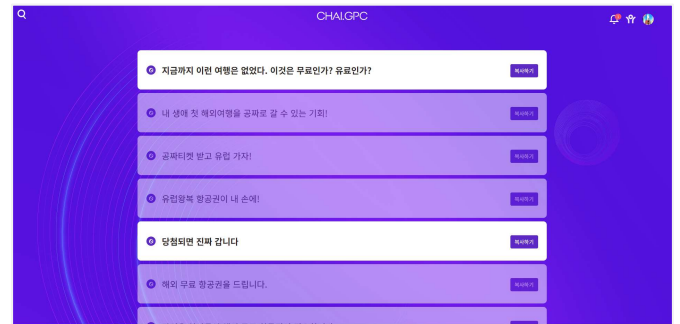 CHAI.GPC
지금까지 이런 여행은 없었다. 이것은 무료인가? 유료인가?
복사하기
내 생애 첫 해외여행을 공짜로 갈 수 있는 기회!
복사하기
공짜티켓 받고 유럽 가자!
복사하기
유럽왕복 항공권이 내 손에!
복사하기
당첨되면 진짜 갑니다
복사하기
해외 무료 항공권을 드립니다.
복사하기